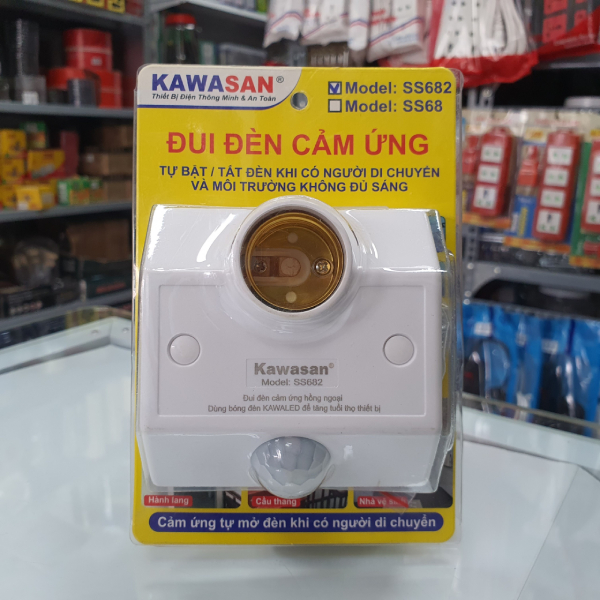 KAWASAN®
Thiết Bị Điện Thông Minh & An Toàn
Model: SS682
Model: SS68
ĐUI ĐÈN CẢM ỨNG
TỰ BẬT / TẮT ĐÈN KHI CÓ NGƯỜI DI CHUYỂN
VÀ MÔI TRƯỜNG KHÔNG ĐỦ SÁNG
Kawasan®
Model: SS682
Đui đèn cảm ứng hồng ngoại
Dùng bóng đèn KAWALED để tăng tuổi thọ thiết bị
Hành lang
Cầu thang
Nhà vệ
Cảm ứng tự mở đèn khi có người di chuyển